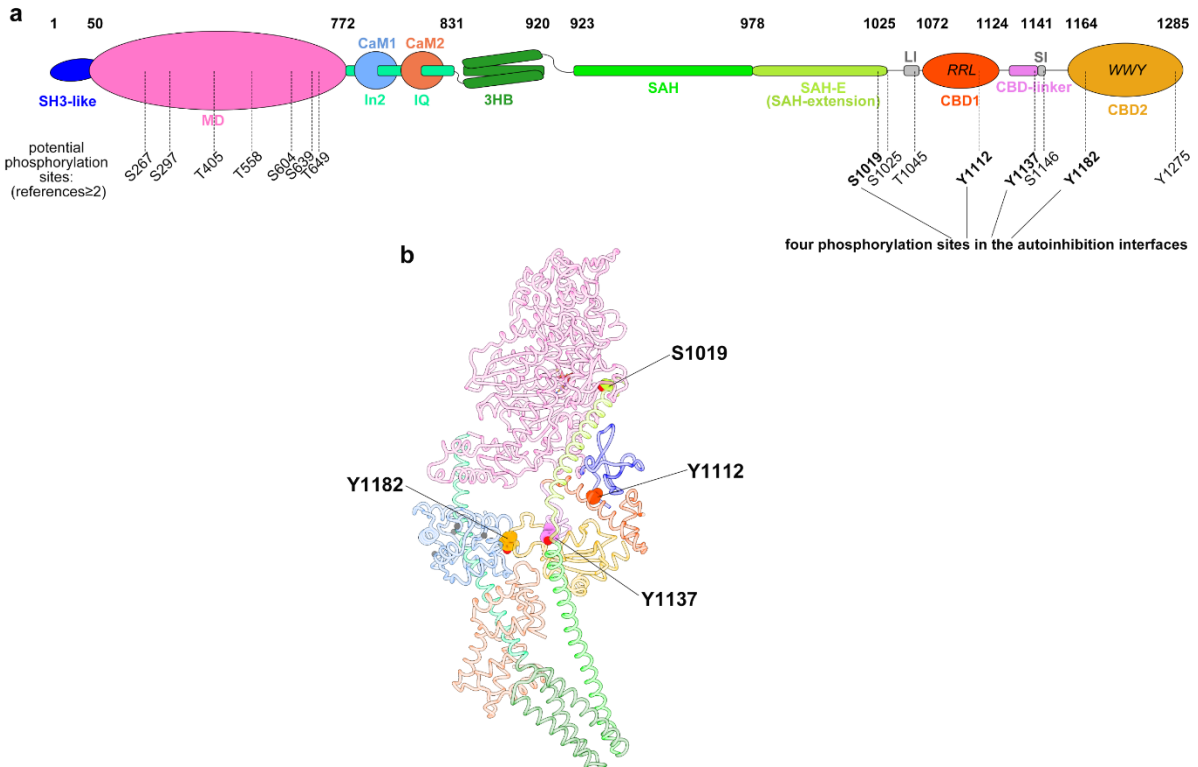 a
1 50 772 831 920 923 978 1025 1072 1124 1141 1164 1285
CaM1 CaM2 LI SI
RRL WWY
SH3-like MD In2 IQ 3HB SAH SAH-E CBD1 CBD-linker CBD2
(SAH-extension)
potential
phosphorylation
sites:
(references≥2)
S267 S297 T405 T558 S604 S639 T649 S1019 S1025 T1045 Y1112 Y1137 S1146 Y1182 Y1275
four phosphorylation sites in the autoinhibition interfaces
b
S1019
Y1112
Y1182
Y1137